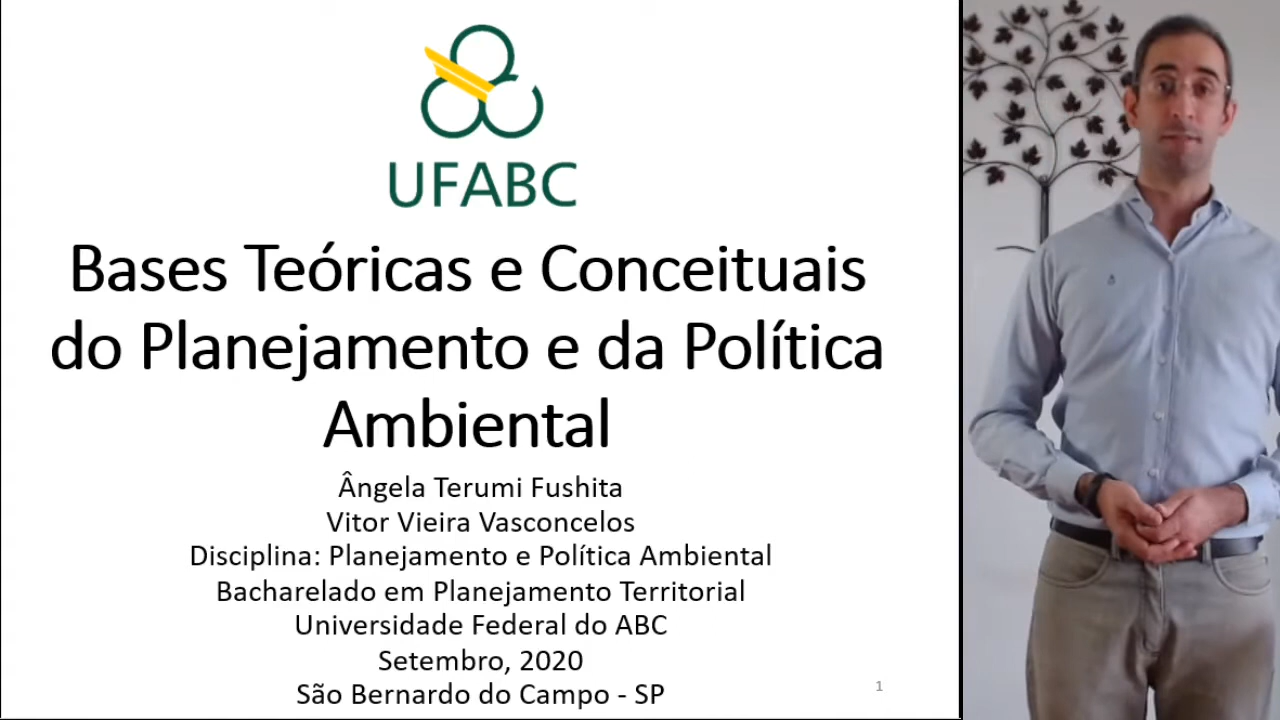 UFABC
Bases Teóricas e Conceituais
do Planejamento e da Política
Ambiental
Ângela Terumi Fushita
Vitor Vieira Vasconcelos
Disciplina: Planejamento e Política Ambiental
Bacharelado em Planejamento Territorial
Universidade Federal do ABC
Setembro, 2020
São Bernardo do Campo - SP
1